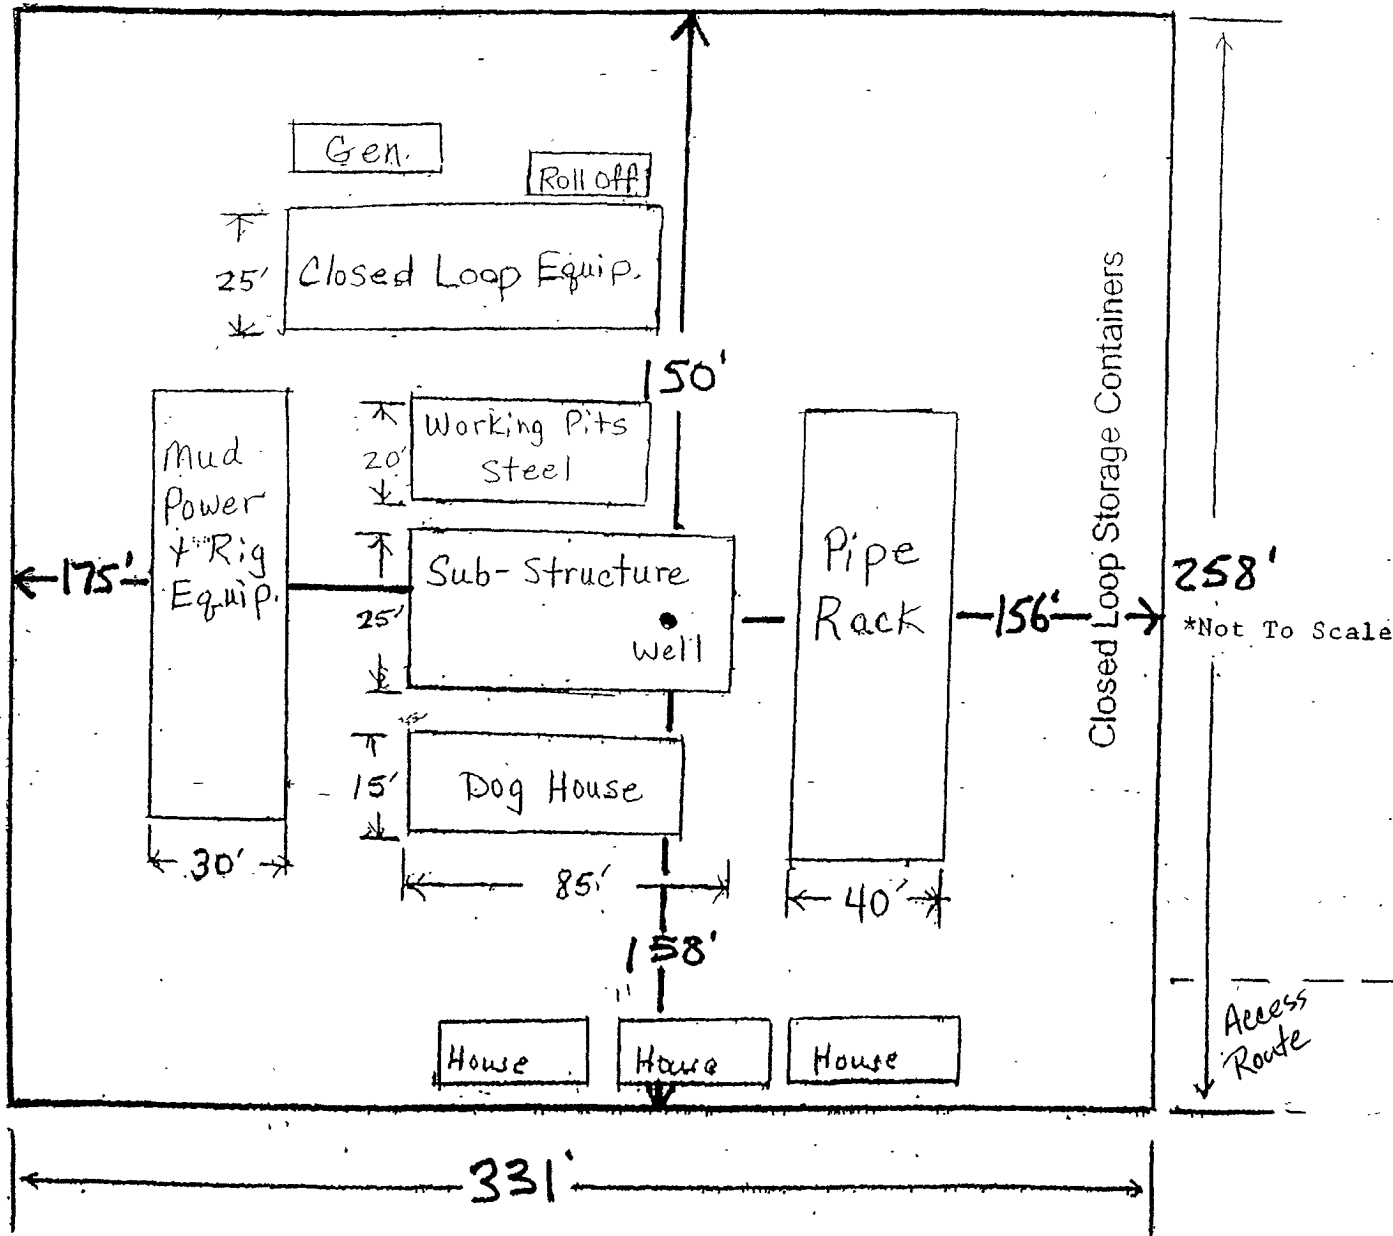 Gen.
Roll off
25'
Closed Loop Equip.
150'
Closed Loop Storage Containers
Mud
Power
+ Rig
Equip.
20'
Working Pits
Steel
175'
25'
Sub-Structure
Well
Pipe
Rack
156'
258'
*Not To Scale
15'
Dog House
30'
85'
40'
158'
House
House
House
Access
Route
331'